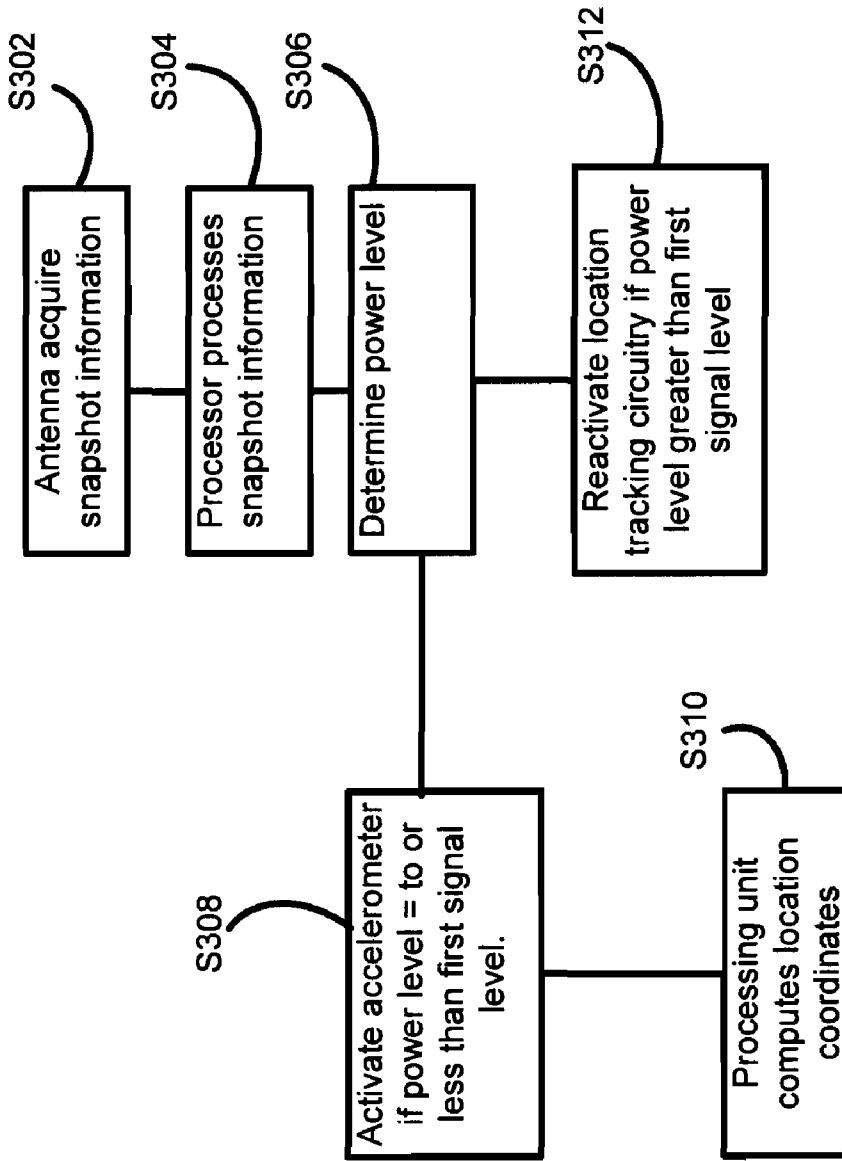 Antenna acquire
snapshot information
S302
Processor processes
snapshot information
S304
Determine power level
S306
Activate accelerometer
if power level = to or
less than first signal
level.
S308
Processing unit
computes location
coordinates
S310
Reactivate location
tracking circuitry if power
level greater than first
signal level
S312